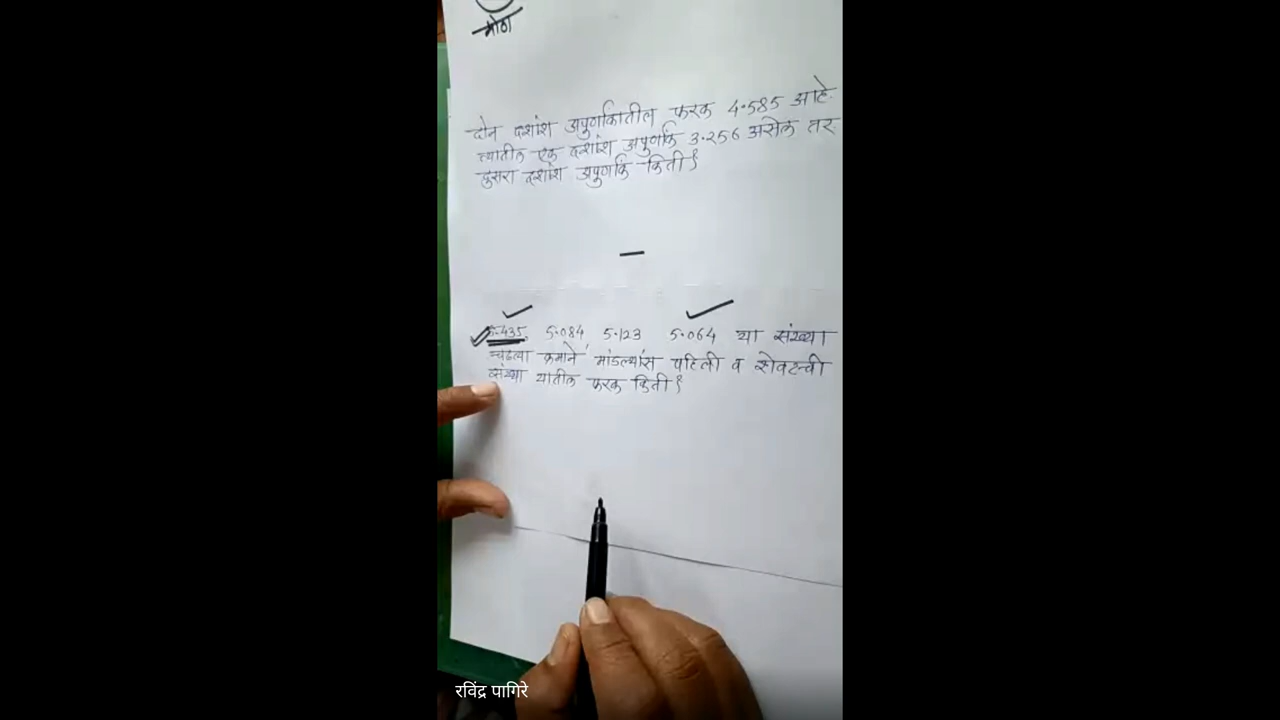 मोठा
दोन दशांश अपुर्णांकातील फरक 4.585 आहे.
त्यातील एक दशांश अपुर्णांक 3.256 असेल तर
दुसरा दशांश अपुर्णांक किती?
5.435, 5.084 5.123 5.064 या संख्या
चढत्या क्रमाने मांडल्यांस पहिली व शेवटची
संख्या यातील फरक किती?
रविंद्र पागिरे